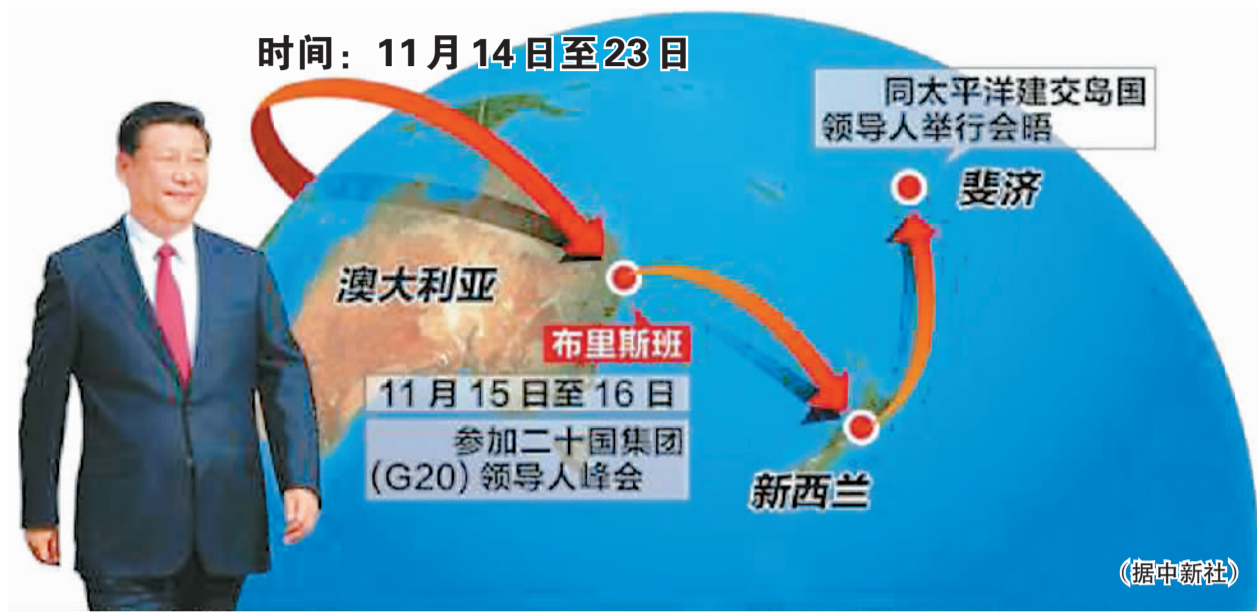 时间：11月14日至23日
同太平洋建交岛国
领导人举行会晤
斐济
澳大利亚
布里斯班
11月15日至16日
参加二十国集团
(G20) 领导人峰会
新西兰
（据中新社）